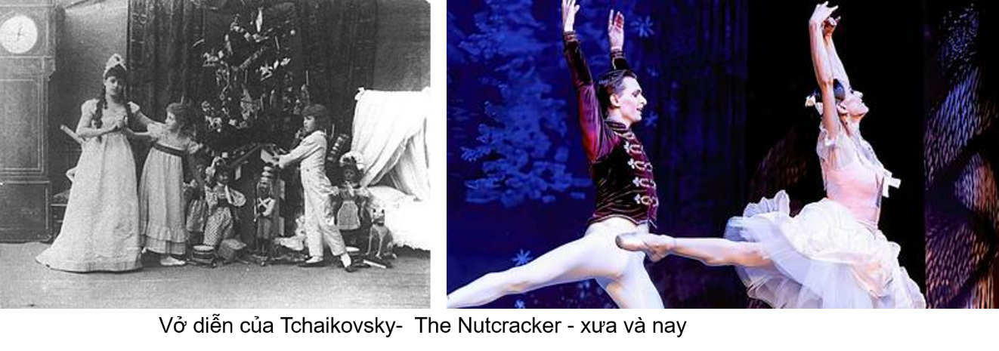 Vở diễn của Tchaikovsky-  The Nutcracker - xưa và nay